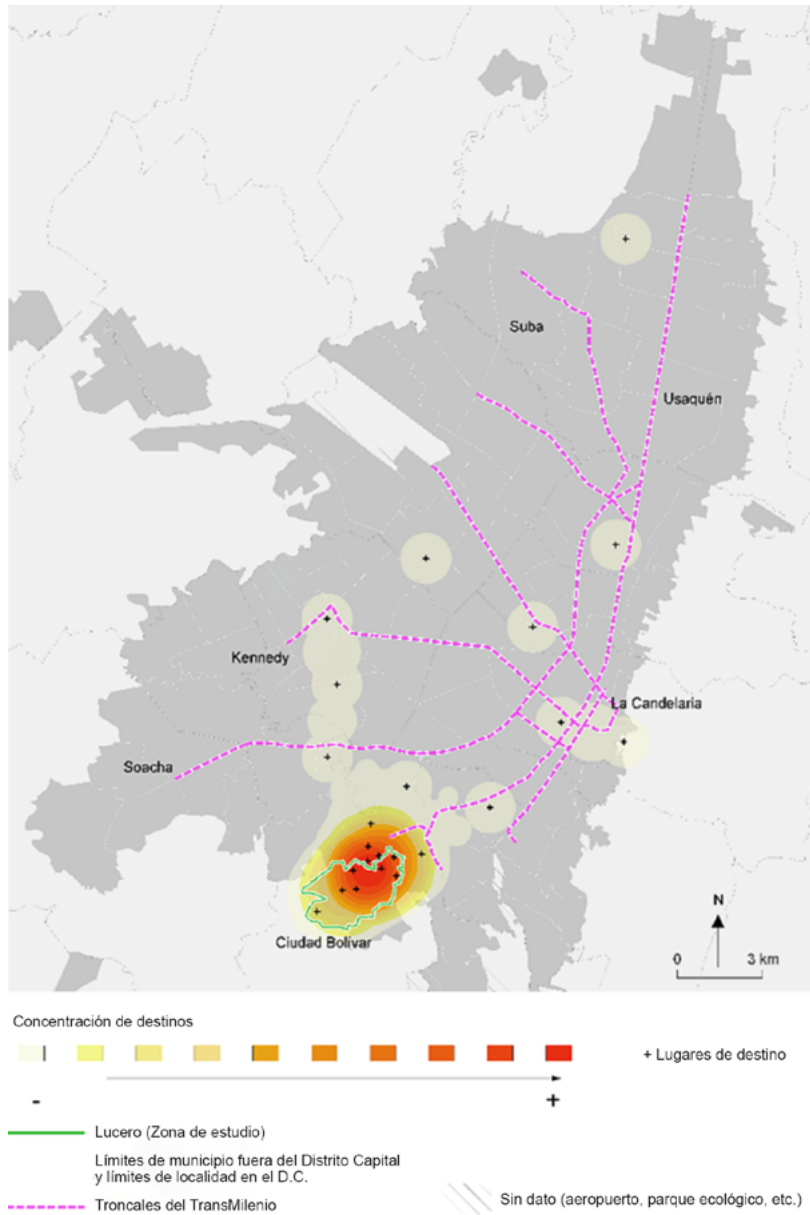 Suba
Usaquén
Kennedy
La Candelaria
Soacha
Ciudad Bolívar
N
0 3 km
Concentración de destinos
+ Lugares de destino
- +
Lucero (Zona de estudio)
Límites de municipio fuera del Distrito Capital
y límites de localidad en el D.C.
Troncales del TransMilenio
Sin dato (aeropuerto, parque ecológico, etc.)